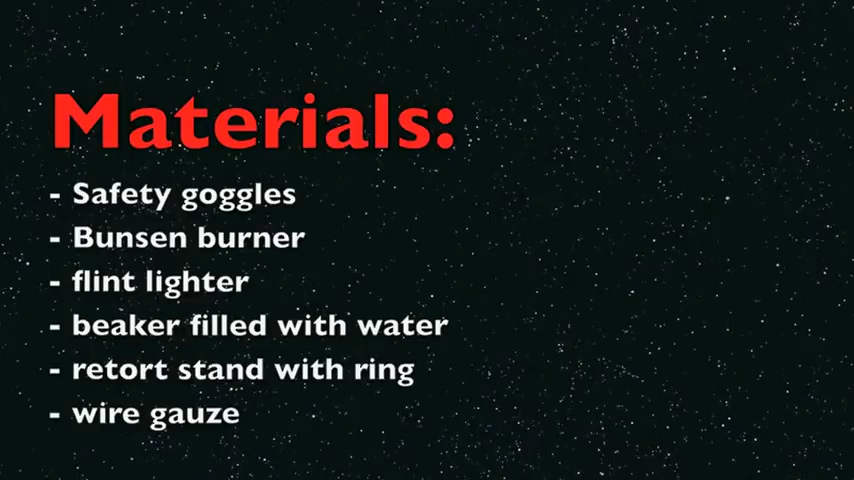 Materials:
- Safety goggles
- Bunsen burner
- flint lighter
- beaker filled with water
- retort stand with ring
- wire gauze